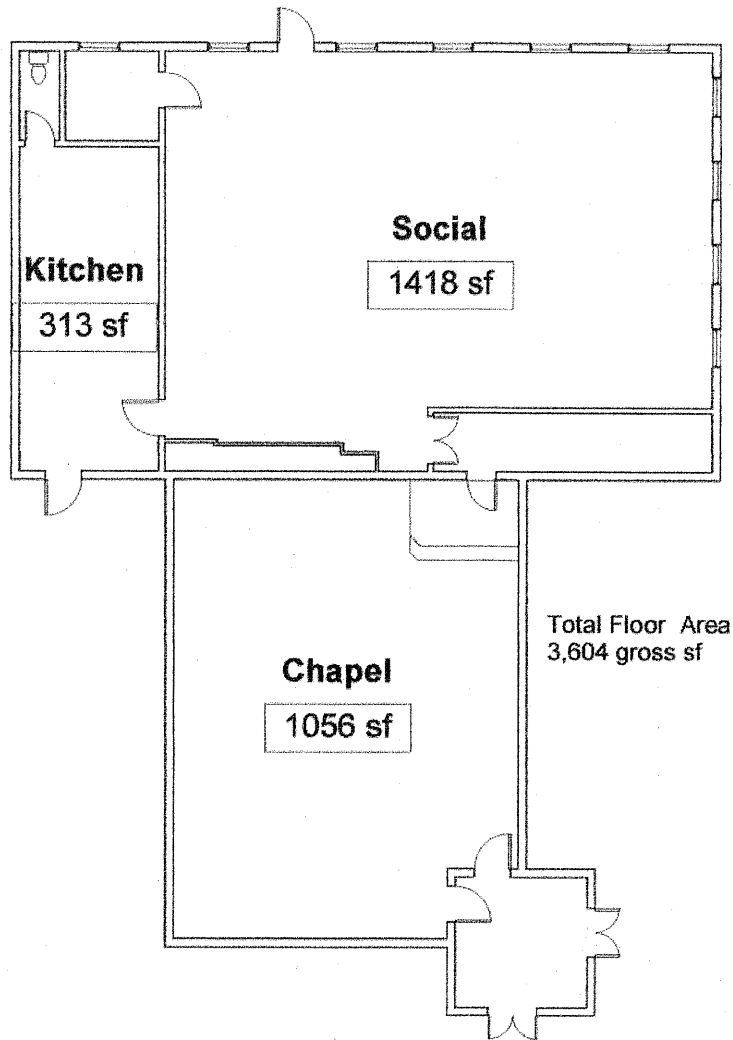 Social
1418 sf
Kitchen
313 sf
Total Floor Area
3,604 gross sf
Chapel
1056 sf